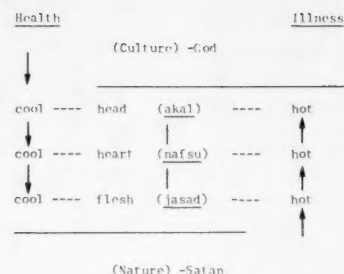 Health Illness
(Culture) -God
cool ---- head (akal) ---- hot
cool ---- heart (nafsu) ---- hot
cool ---- flesh (jasad) ---- hot
(Nature) -Satan